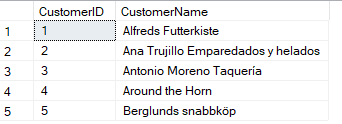 CustomerID CustomerName
1 1 Alfreds Futterkiste
2 2 Ana Trujillo Emparedados y helados
3 3 Antonio Moreno Taquería
4 4 Around the Horn
5 5 Berglunds snabbköp